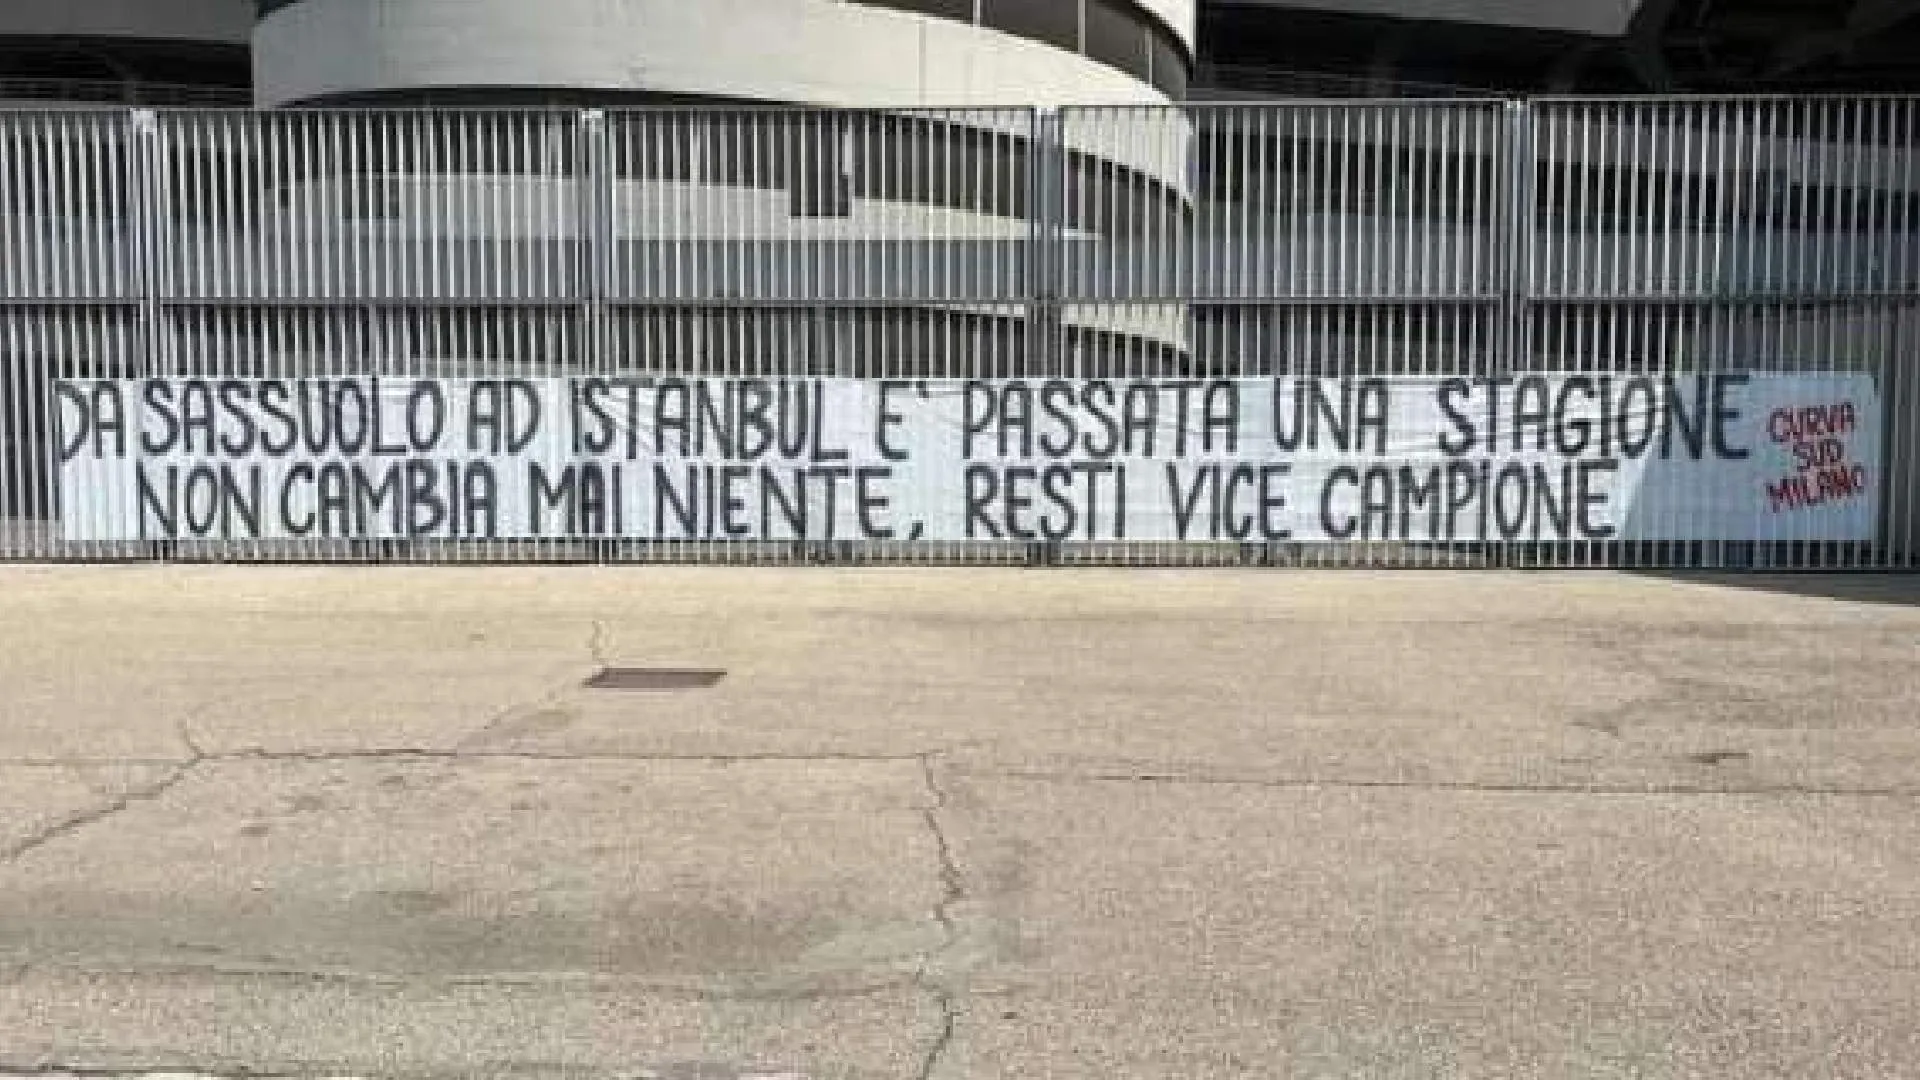 DA SASSUOLO AD ISTANBUL E' PASSATA UNA STAGIONE
NON CAMBIA MAI NIENTE, RESTI VICE CAMPIONE
CURVA
SUD
MILANO